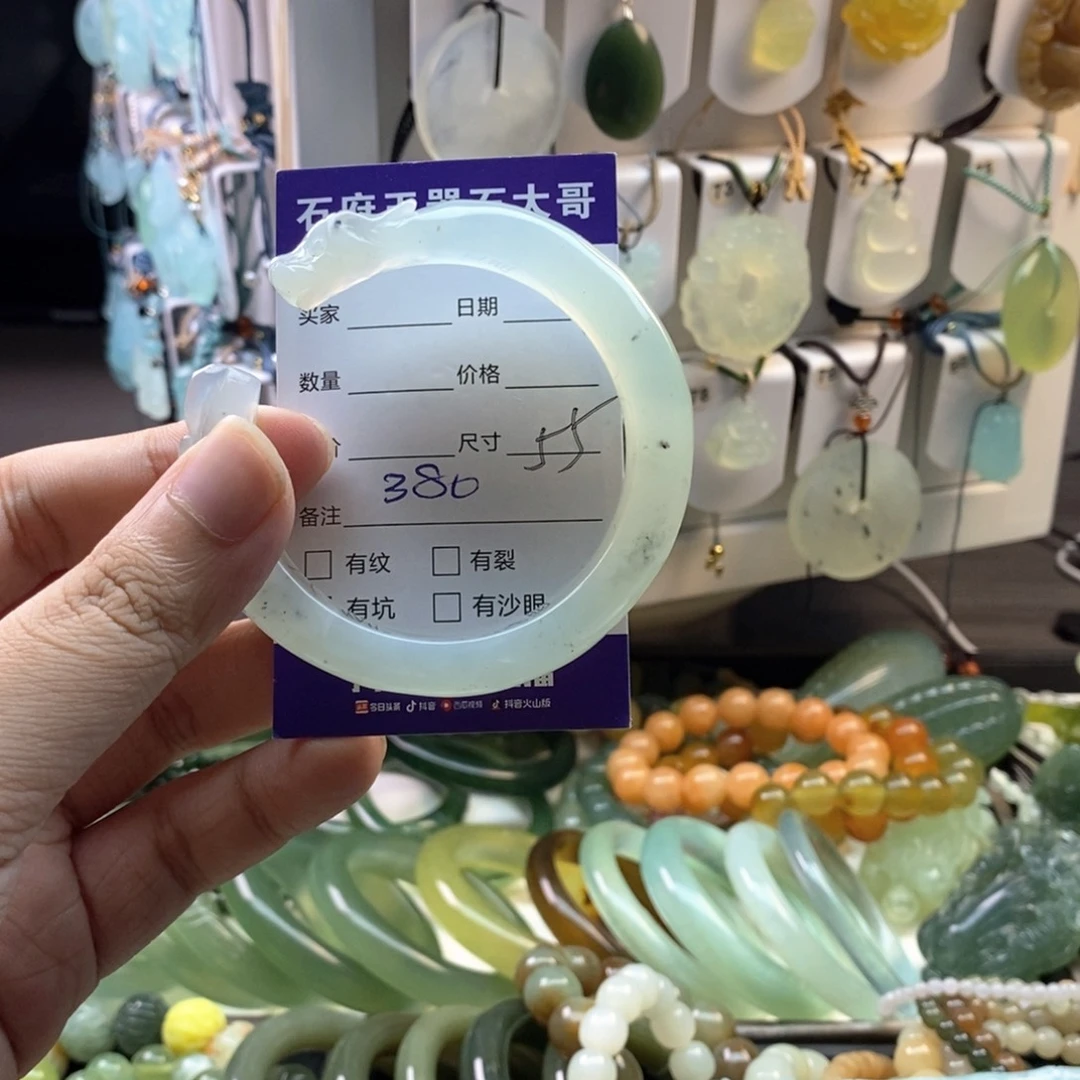 石府玉器石大哥
买家 日期
数量 价格
价 尺寸 55
380
备注
有纹 有裂
有坑 有沙眼
今日头条 抖音 西瓜视频 抖音火山版